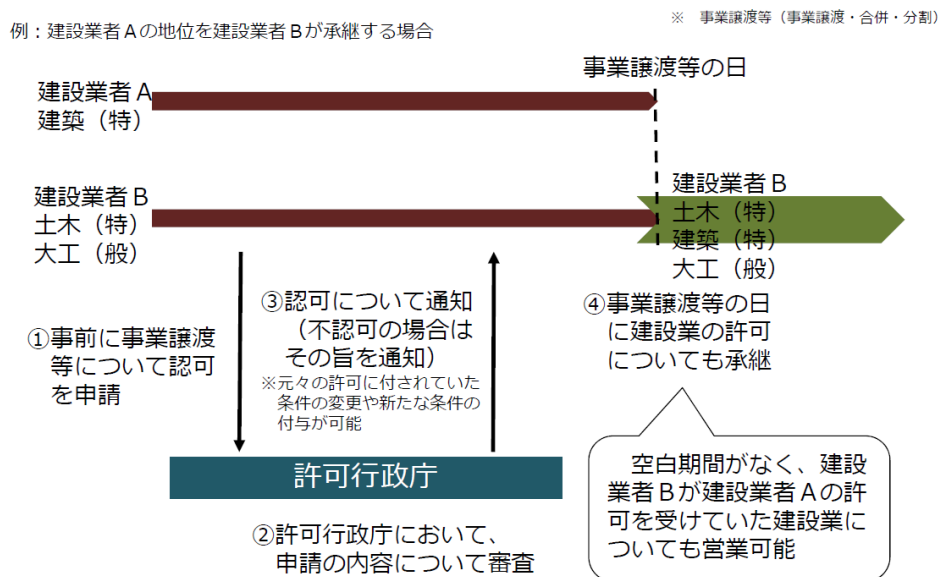 ※ 事業譲渡等（事業譲渡・合併・分割）
例：建設業者Ａの地位を建設業者Ｂが承継する場合
事業譲渡等の日
建設業者Ａ
建築（特）
建設業者Ｂ
土木（特）
大工（般）
建設業者Ｂ
土木（特）
建築（特）
大工（般）
①事前に事業譲渡
等について認可
を申請
③認可について通知
（不認可の場合は
その旨を通知）
※元々の許可に付されていた
条件の変更や新たな条件の
付与が可能
④事業譲渡等の日
に建設業の許可
についても承継
許可行政庁
②許可行政庁において、
申請の内容について審査
空白期間がなく、建設
業者Ｂが建設業者Ａの許
可を受けていた建設業に
ついても営業可能